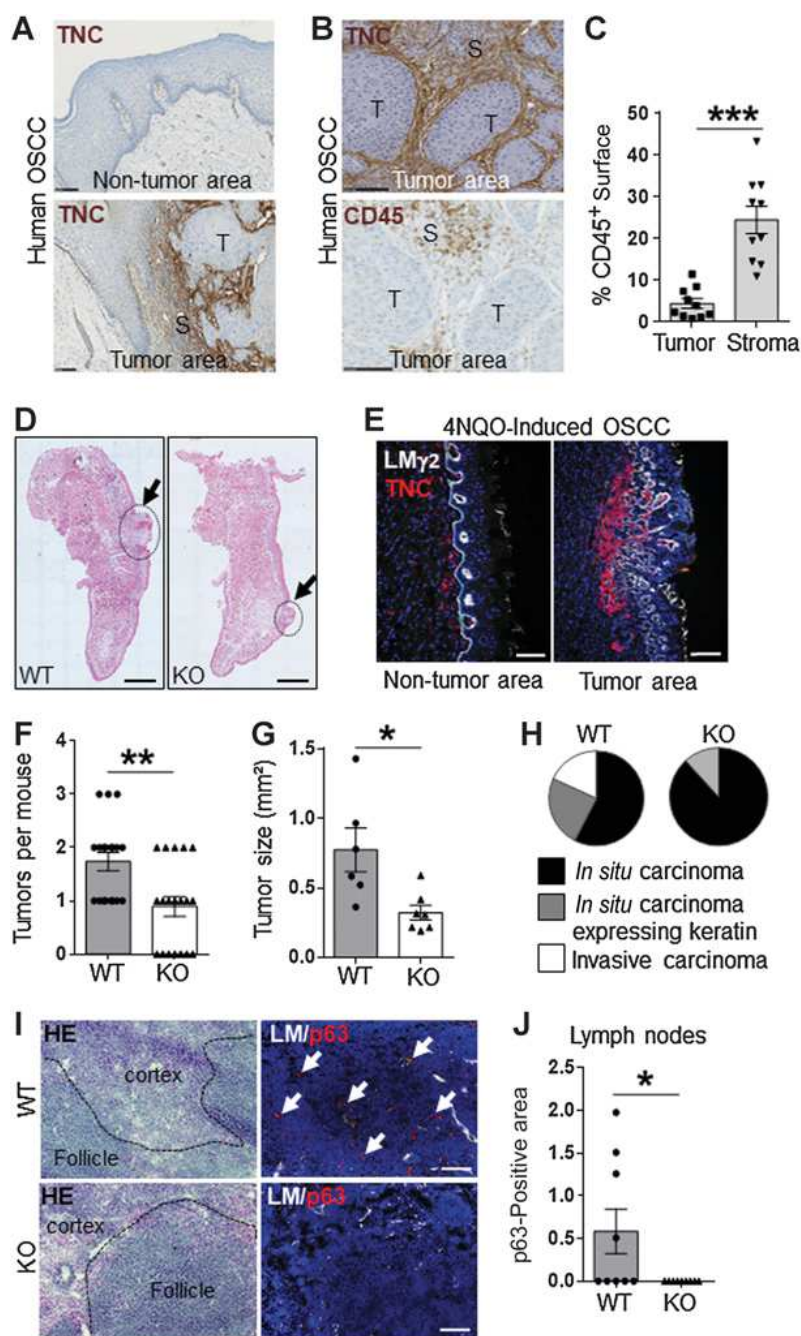 A
TNC
Human OSCC
Non-tumor area
TNC
T
S
Tumor area
B
TNC
Human OSCC
S
T
T
Tumor area
CD45
S
T
T
Tumor area
C
% CD45⁺ Surface
50
40
30
20
10
0
***
Tumor Stroma
D
WT
KO
E
4NQO-Induced OSCC
LMγ2
TNC
Non-tumor area
Tumor area
F
Tumors per mouse
4
3
2
1
0
**
WT KO
G
Tumor size (mm²)
1.5
1.0
0.5
0.0
*
WT KO
H
WT
KO
In situ carcinoma
In situ carcinoma
expressing keratin
Invasive carcinoma
I
WT
HE
cortex
Follicle
LM/p63
KO
HE
cortex
Follicle
LM/p63
J
Lymph nodes
p63-Positive area
2.5
2.0
1.5
1.0
0.5
0.0
*
WT KO